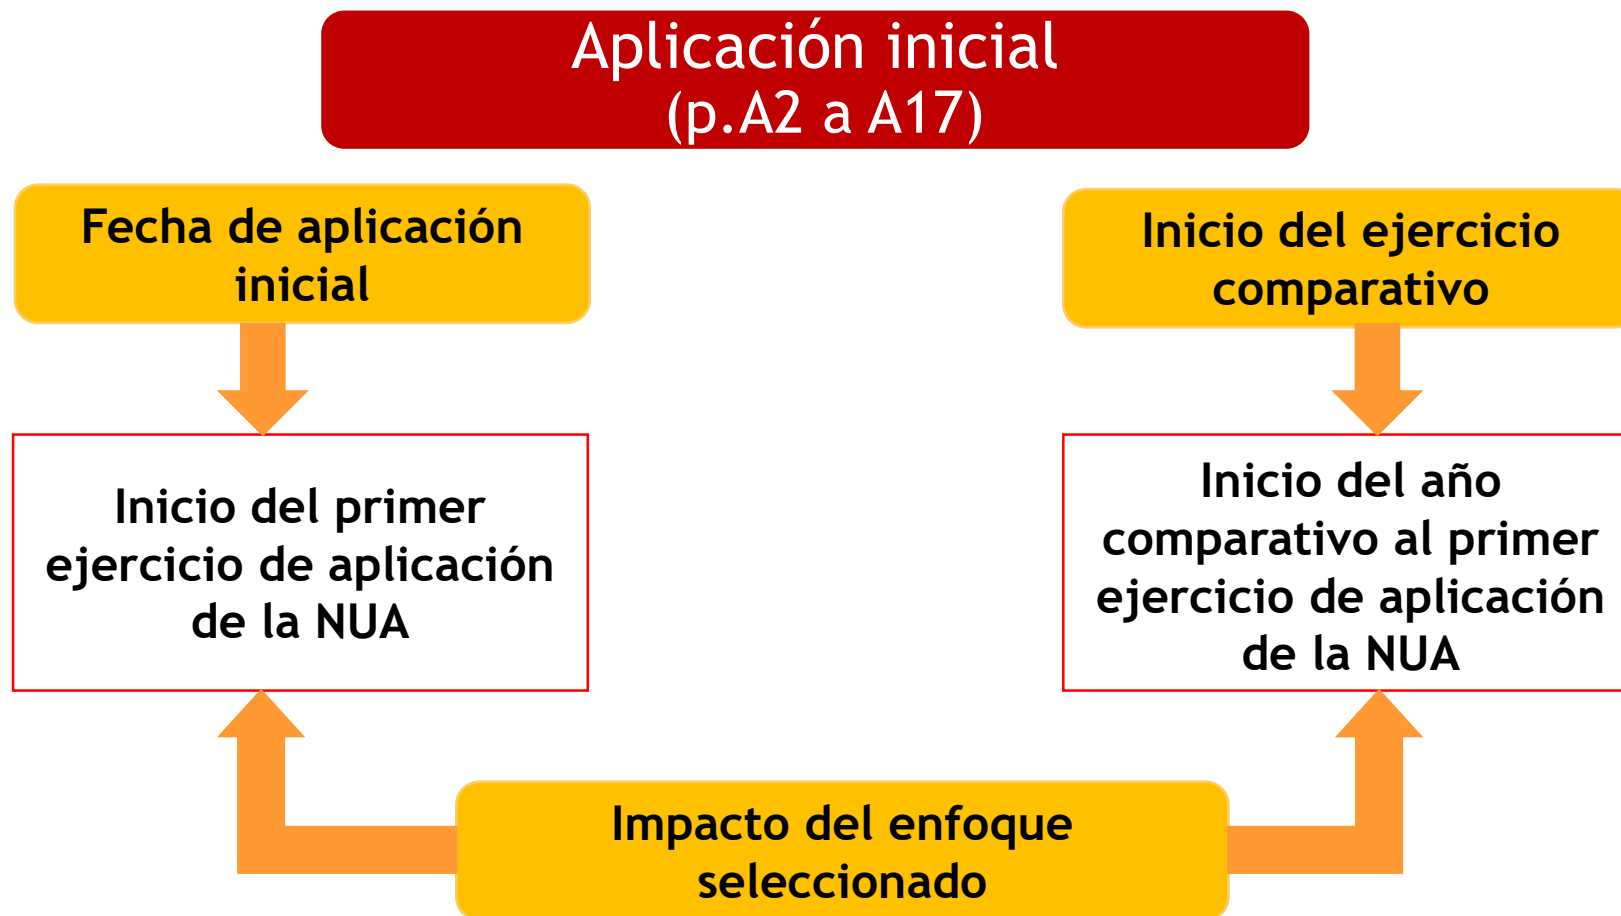 Aplicación inicial
(p.A2 a A17)
Fecha de aplicación
inicial
Inicio del ejercicio
comparativo
Inicio del primer
ejercicio de aplicación
de la NUA
Inicio del año
comparativo al primer
ejercicio de aplicación
de la NUA
Impacto del enfoque
seleccionado